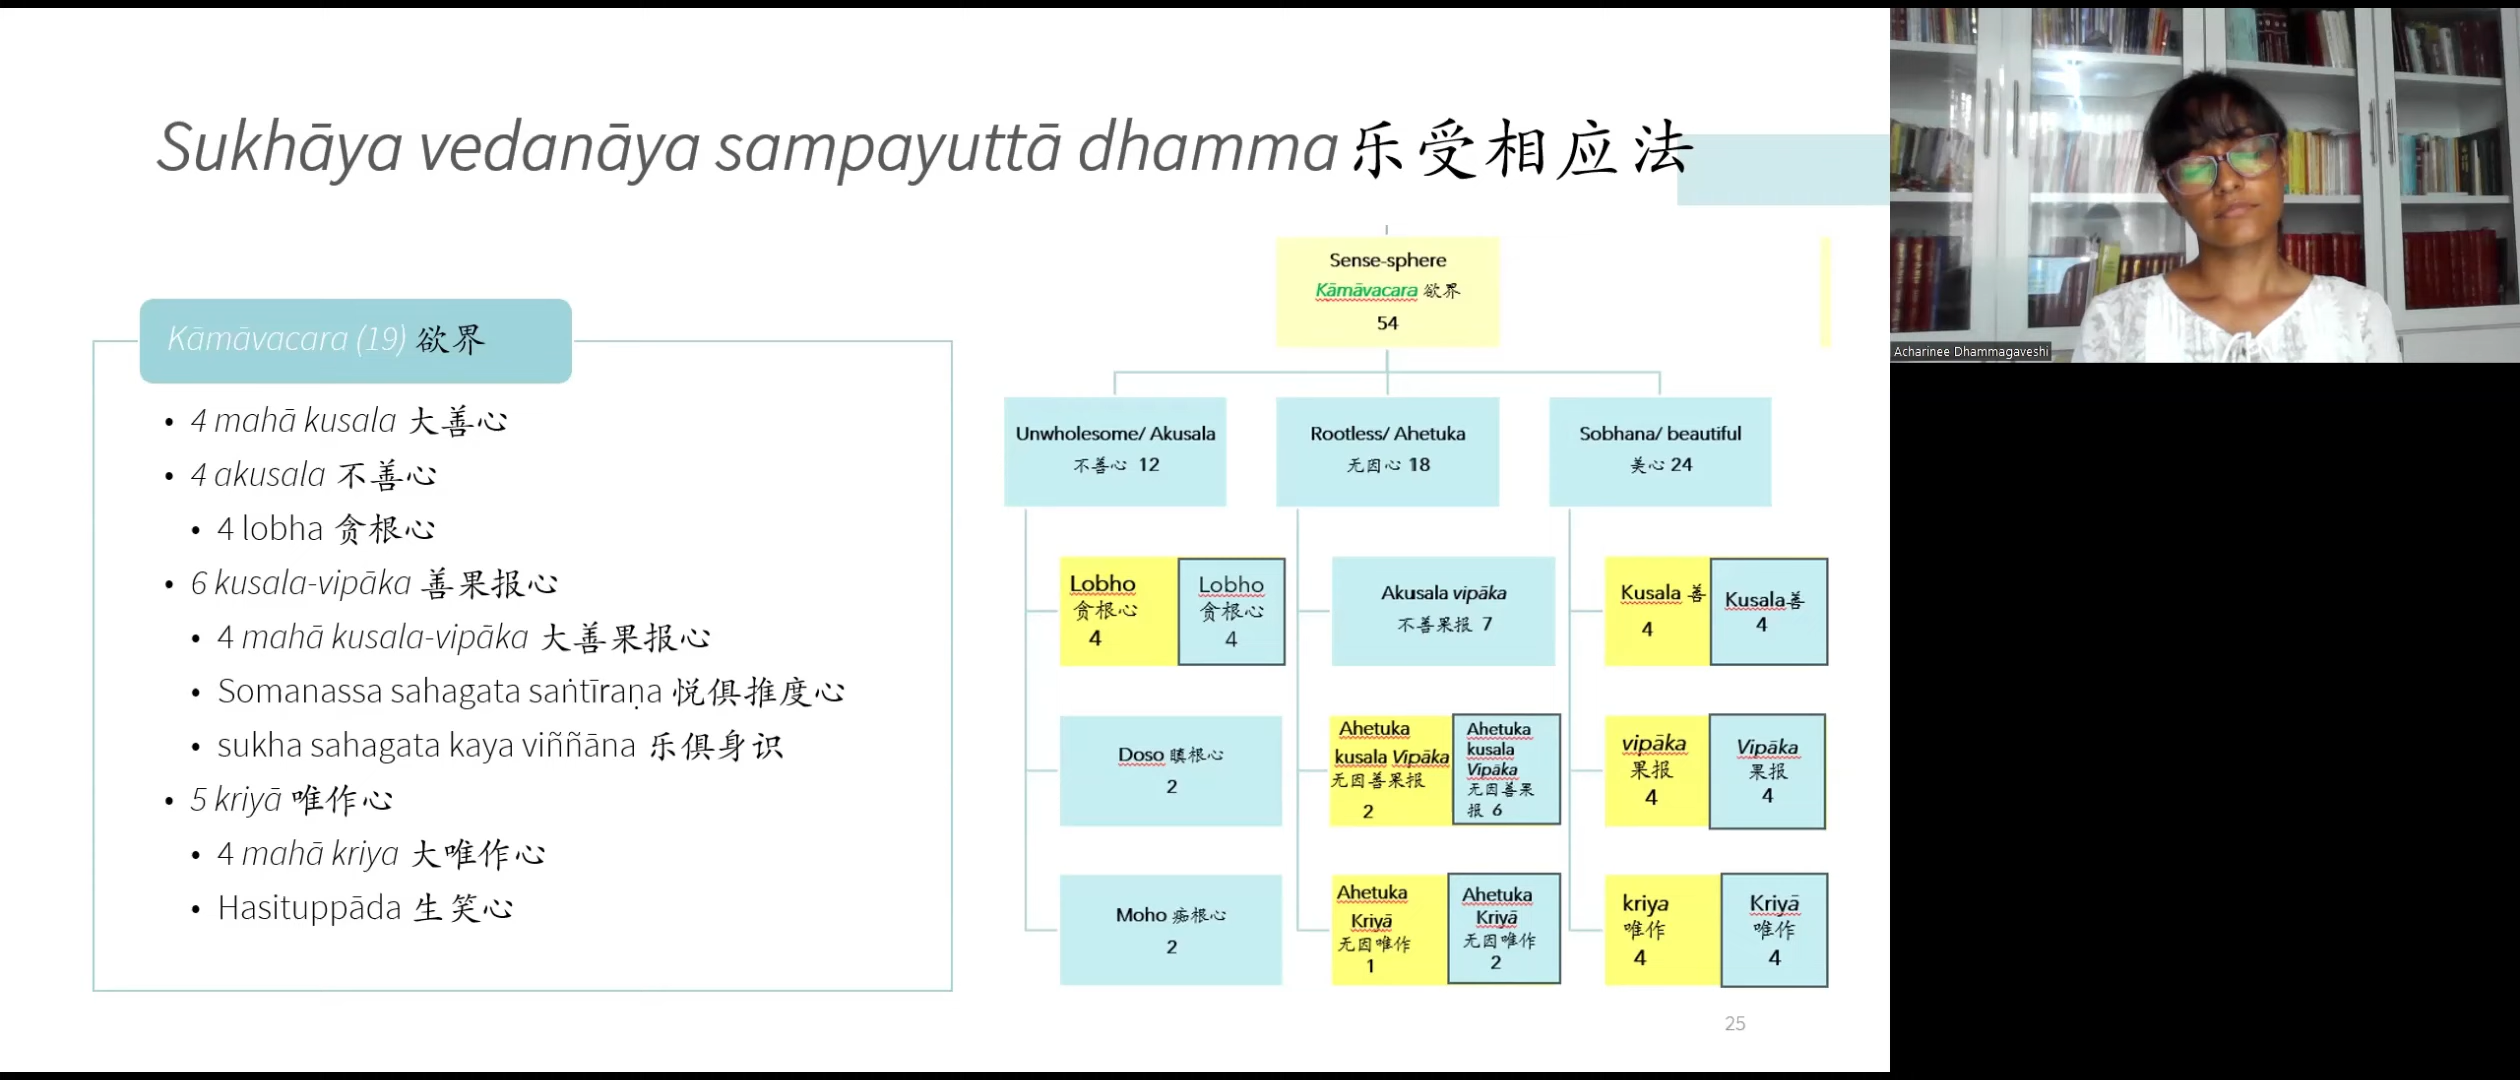 Sukhāya vedanāya sampayuttā dhamma 乐受相应法
Kāmāvacara (19) 欲界
• 4 mahā kusala 大善心
• 4 akusala 不善心
• 4 lobha 贪根心
• 6 kusala-vipāka 善果报心
• 4 mahā kusala-vipāka 大善果报心
• Somanassa sahagata saṅtīraṇa 悦俱推度心
• sukha sahagata kaya viññāna 乐俱身识
• 5 kriyā 唯作心
• 4 mahā kriya 大唯作心
• Hasituppāda 生笑心
Sense-sphere
Kāmāvacara 欲界
54
Unwholesome/ Akusala
不善心 12
Rootless/ Ahetuka
无因心 18
Sobhana/ beautiful
美心 24
Lobho
贪根心
4
Lobho
贪根心
4
Doso 瞋根心
2
Moho 痴根心
2
Akusala vipāka
不善果报 7
Ahetuka
kusala Vipāka
无因善果报
2
Ahetuka
kusala
Vipāka
无因善果
报 6
Ahetuka
Kriyā
无因唯作
1
Ahetuka
Kriyā
无因唯作
2
Kusala 善
4
Kusala善
4
vipāka
果报
4
Vipāka
果报
4
kriya
唯作
4
Kriyā
唯作
4
25
Acharinee Dhammagaveshi